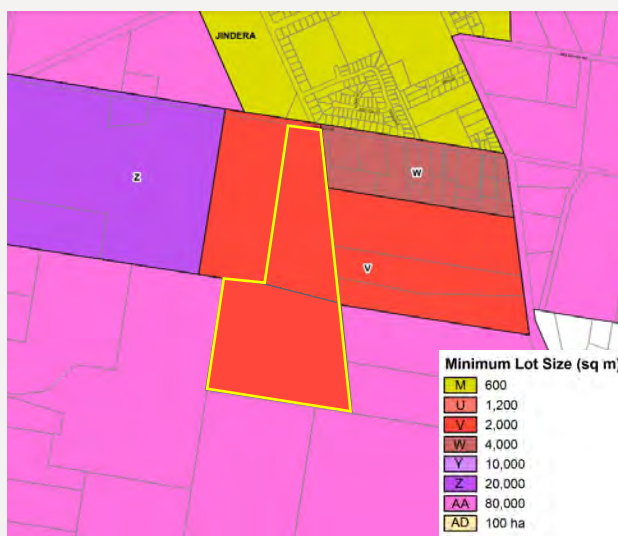 JINDERA
Z
W
V
Minimum Lot Size (sq m)
M 600
U 1,200
V 2,000
W 4,000
Y 10,000
Z 20,000
AA 80,000
AD 100 ha